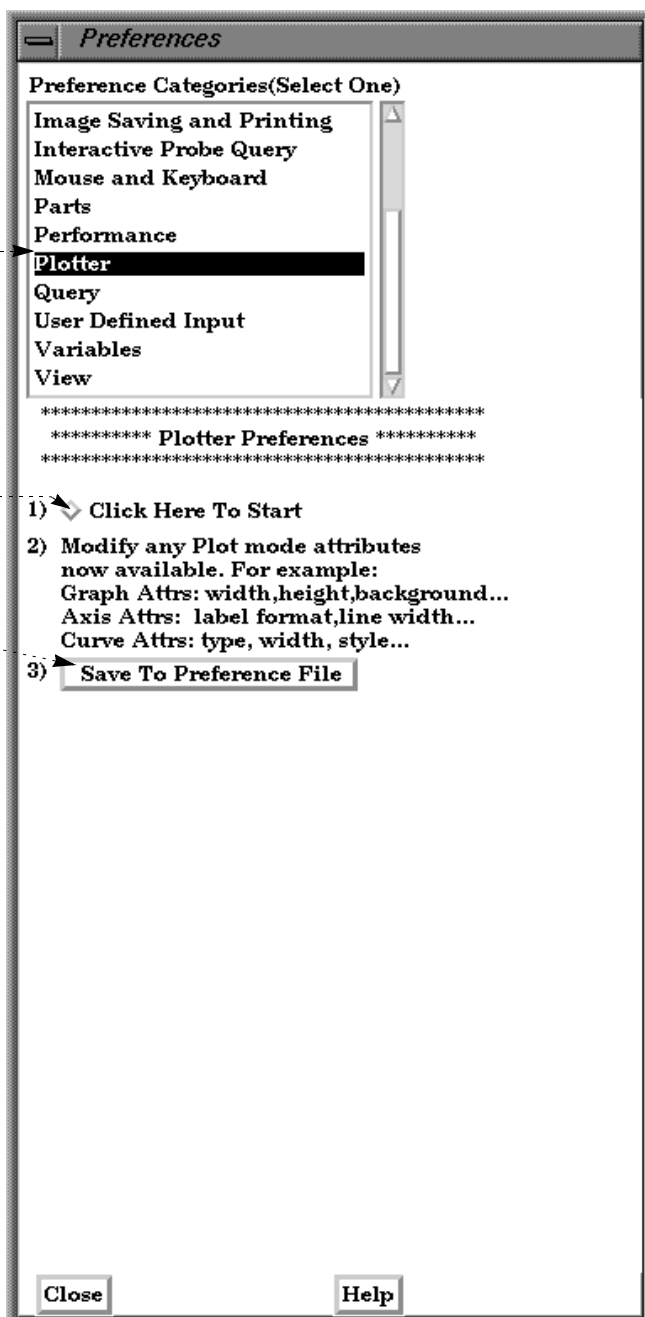 Preferences
Preference Categories(Select One)
Image Saving and Printing
Interactive Probe Query
Mouse and Keyboard
Parts
Performance
Plotter
Query
User Defined Input
Variables
View
********************************************
********** Plotter Preferences **********
********************************************
1) Click Here To Start
2) Modify any Plot mode attributes
now available. For example:
Graph Attrs: width,height,background...
Axis Attrs: label format,line width...
Curve Attrs: type, width, style...
3) Save To Preference File
Close Help